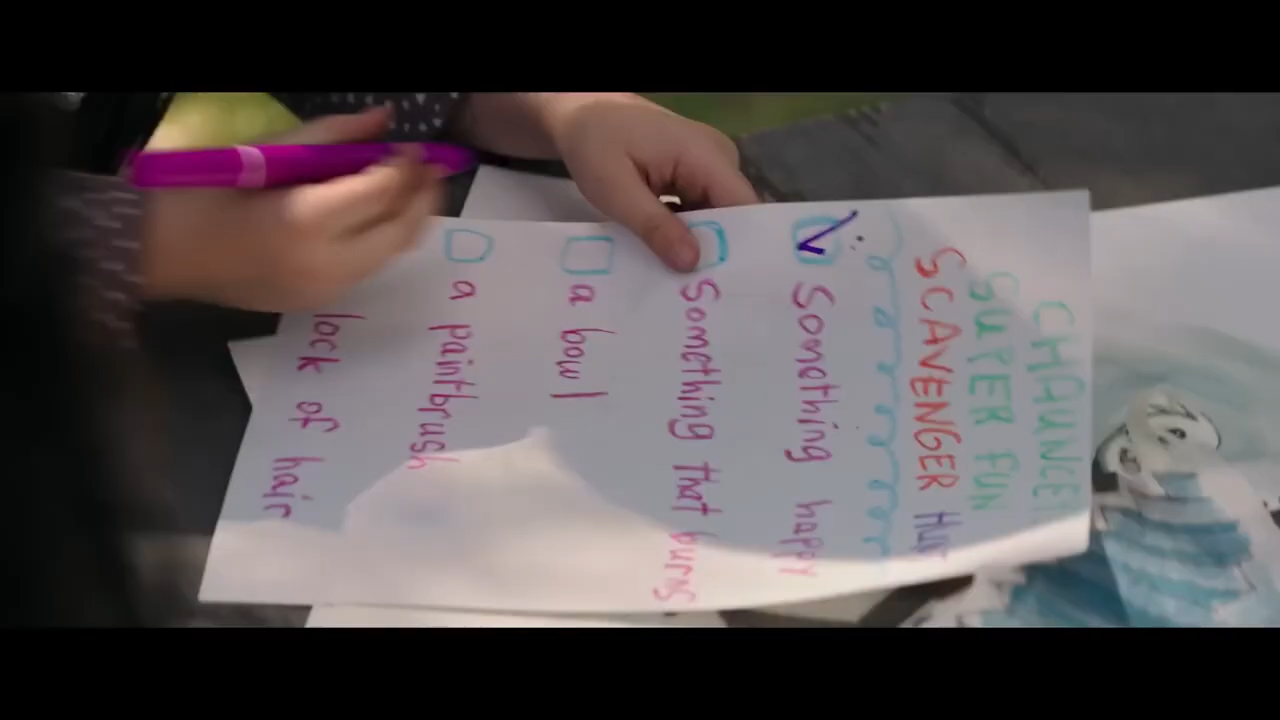 CHAUNCEY
SUPER FUN
SCAVENGER HUNT
Something happy
Something that burns
a bowl
a paintbrush
lock of hair